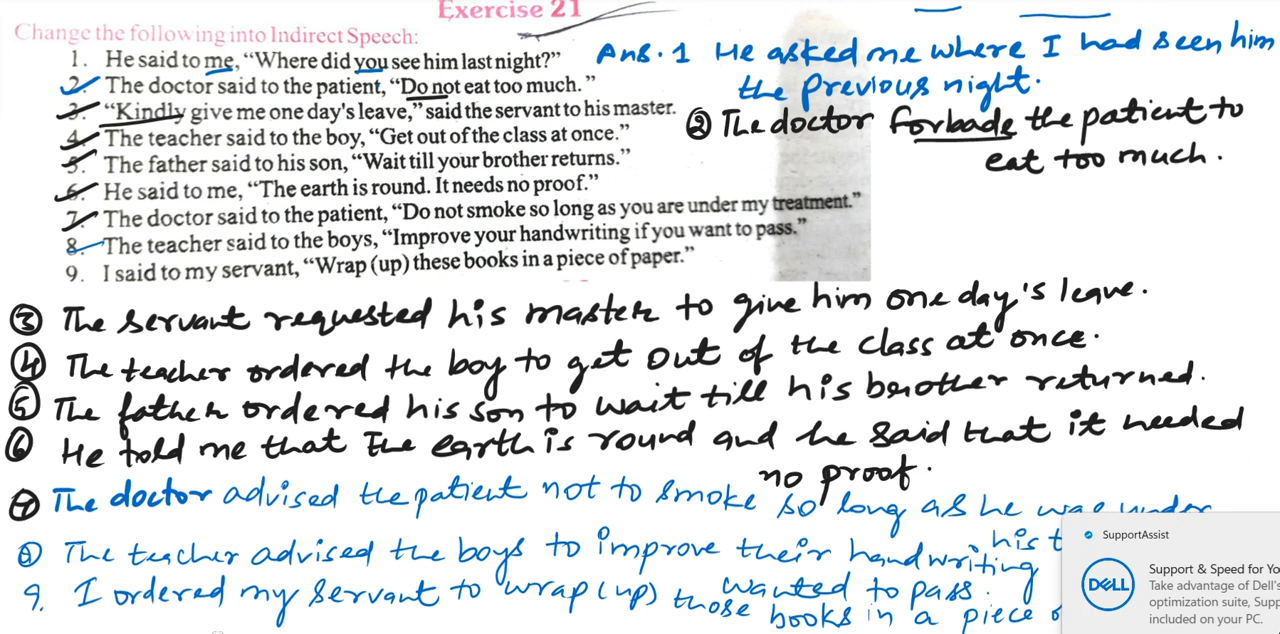 Exercise 21
Change the following into Indirect Speech:
1. He said to me, “Where did you see him last night?”
2. The doctor said to the patient, “Do not eat too much.”
3. “Kindly give me one day's leave,” said the servant to his master.
4. The teacher said to the boy, “Get out of the class at once.”
5. The father said to his son, “Wait till your brother returns.”
6. He said to me, “The earth is round. It needs no proof.”
7. The doctor said to the patient, “Do not smoke so long as you are under my treatment.”
8. The teacher said to the boys, “Improve your handwriting if you want to pass.”
9. I said to my servant, “Wrap (up) these books in a piece of paper.”
Ans. 1 He asked me where I had seen him
the previous night.
② The doctor forbade the patient to
eat too much.
③ The servant requested his master to give him one day's leave.
④ The teacher ordered the boy to get out of the class at once.
⑤ The father ordered his son to wait till his brother returned.
⑥ He told me that the earth is round and he said that it needed
no proof.
⑦ The doctor advised the patient not to smoke so long as he was under
his t
⑧ The teacher advised the boys to improve their handwriting
wanted to pass.
9. I ordered my servant to wrap (up) those books in a piece
SupportAssist
DELL
Support & Speed for Yo
Take advantage of Dell's
optimization suite, Supp
included on your PC.